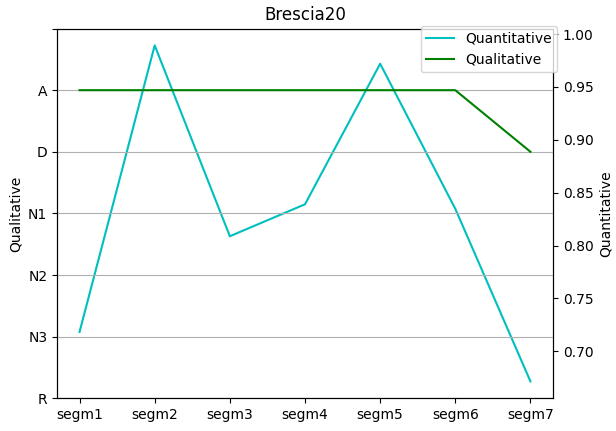 Brescia20
Quantitative
Qualitative
1.00
0.95
0.90
0.85
0.80
0.75
0.70
Quantitative
A
D
N1
N2
N3
R
Qualitative
segm1 segm2 segm3 segm4 segm5 segm6 segm7